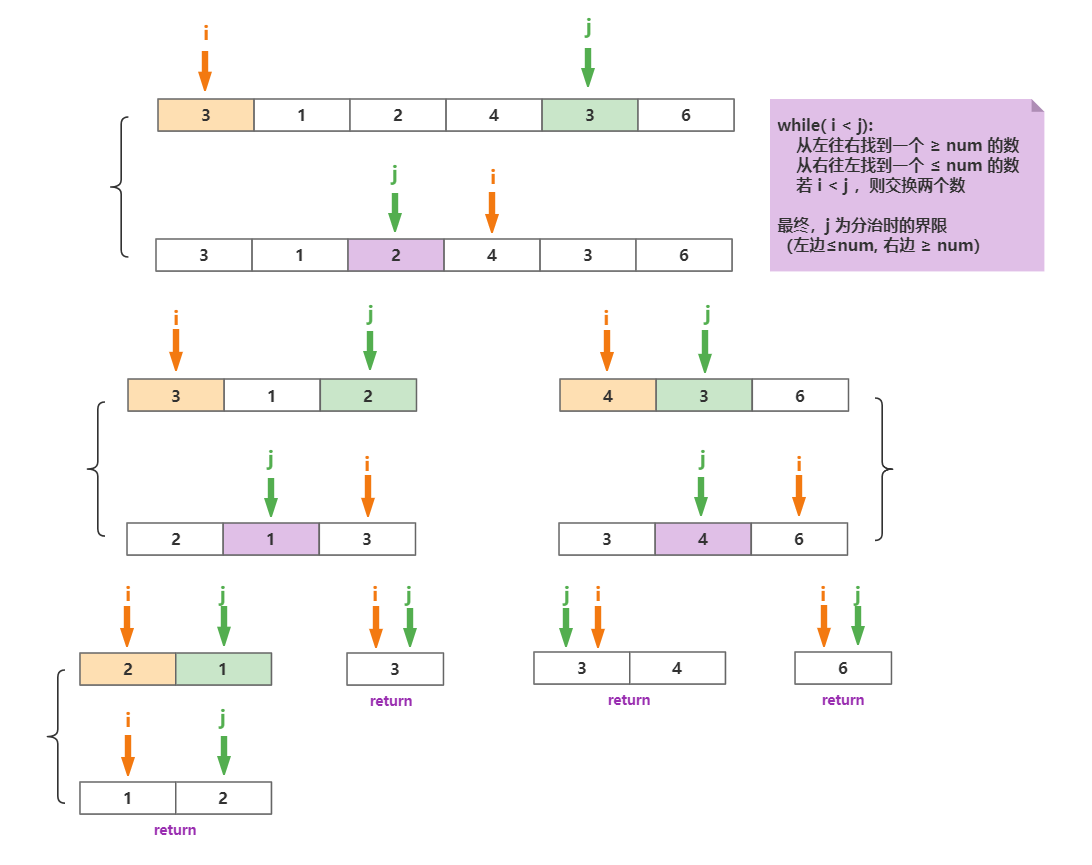 i
j
3 1 2 4 3 6
while( i < j):
从左往右找到一个 ≥ num 的数
从右往左找到一个 ≤ num 的数
若 i < j ，则交换两个数
最终，j 为分治时的界限
（左边≤num, 右边 ≥ num）
j
i
3 1 2 4 3 6
i
j
3 1 2
i
j
4 3 6
j
i
2 1 3
j
i
3 4 6
i
j
2 1
i
j
3
return
j
i
3 4
return
i
j
6
return
i
j
1 2
return